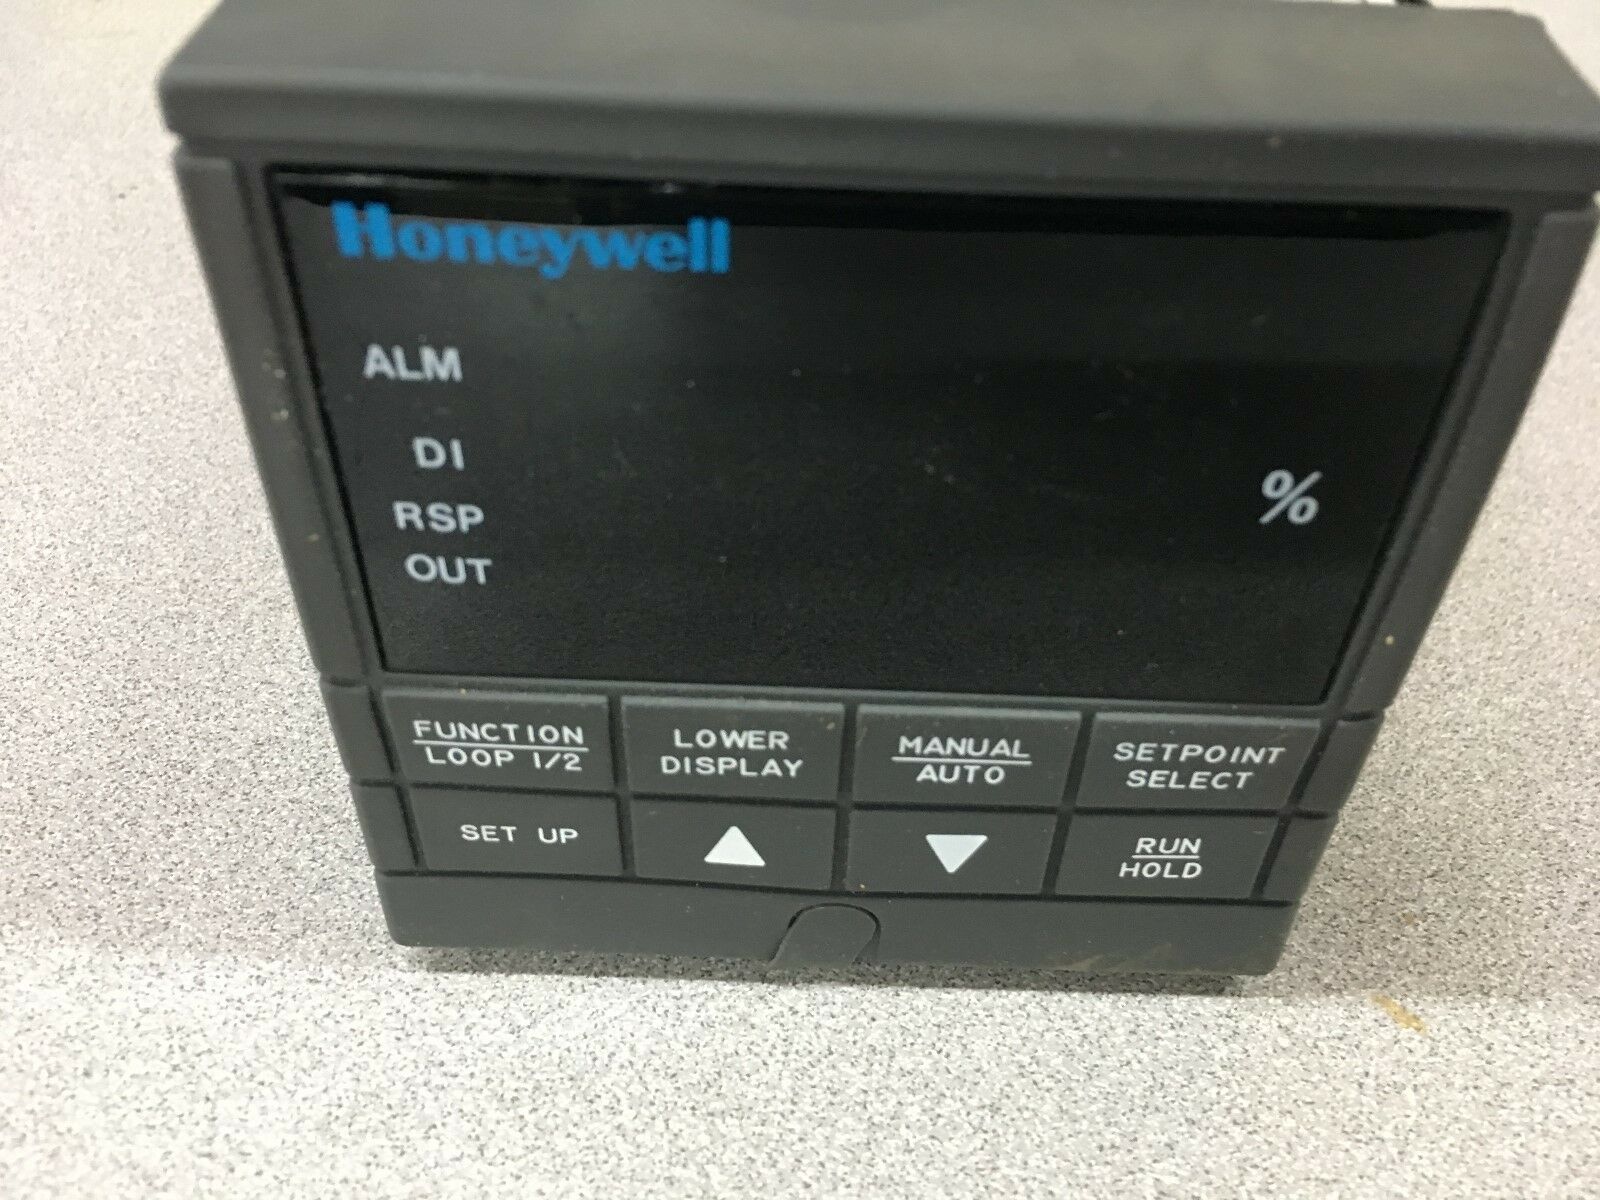 Honeywell
ALM
DI
%
RSP
OUT
FUNCTION
LOOP 1/2
LOWER
DISPLAY
MANUAL
AUTO
SETPOINT
SELECT
SET UP
RUN
HOLD